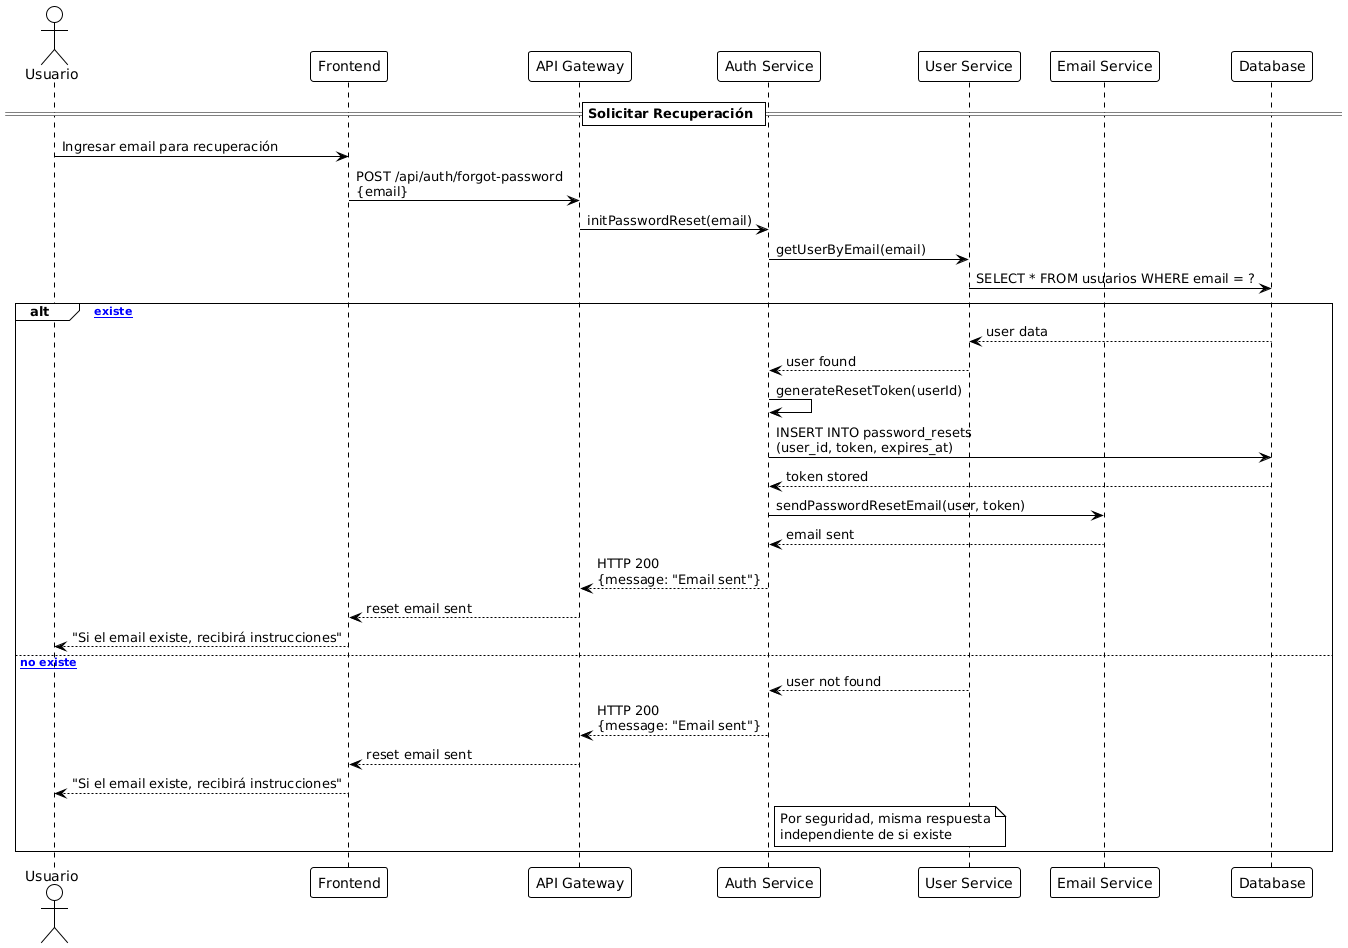 Usuario
Frontend
API Gateway
Auth Service
User Service
Email Service
Database
Solicitar Recuperación
Ingresar email para recuperación
POST /api/auth/forgot-password
{email}
initPasswordReset(email)
getUserByEmail(email)
SELECT * FROM usuarios WHERE email = ?
alt
existe
user data
user found
generateResetToken(userId)
INSERT INTO password_resets
(user_id, token, expires_at)
token stored
sendPasswordResetEmail(user, token)
email sent
HTTP 200
{message: "Email sent"}
reset email sent
"Si el email existe, recibirá instrucciones"
no existe
user not found
HTTP 200
{message: "Email sent"}
reset email sent
"Si el email existe, recibirá instrucciones"
Por seguridad, misma respuesta
independiente de si existe
Usuario
Frontend
API Gateway
Auth Service
User Service
Email Service
Database